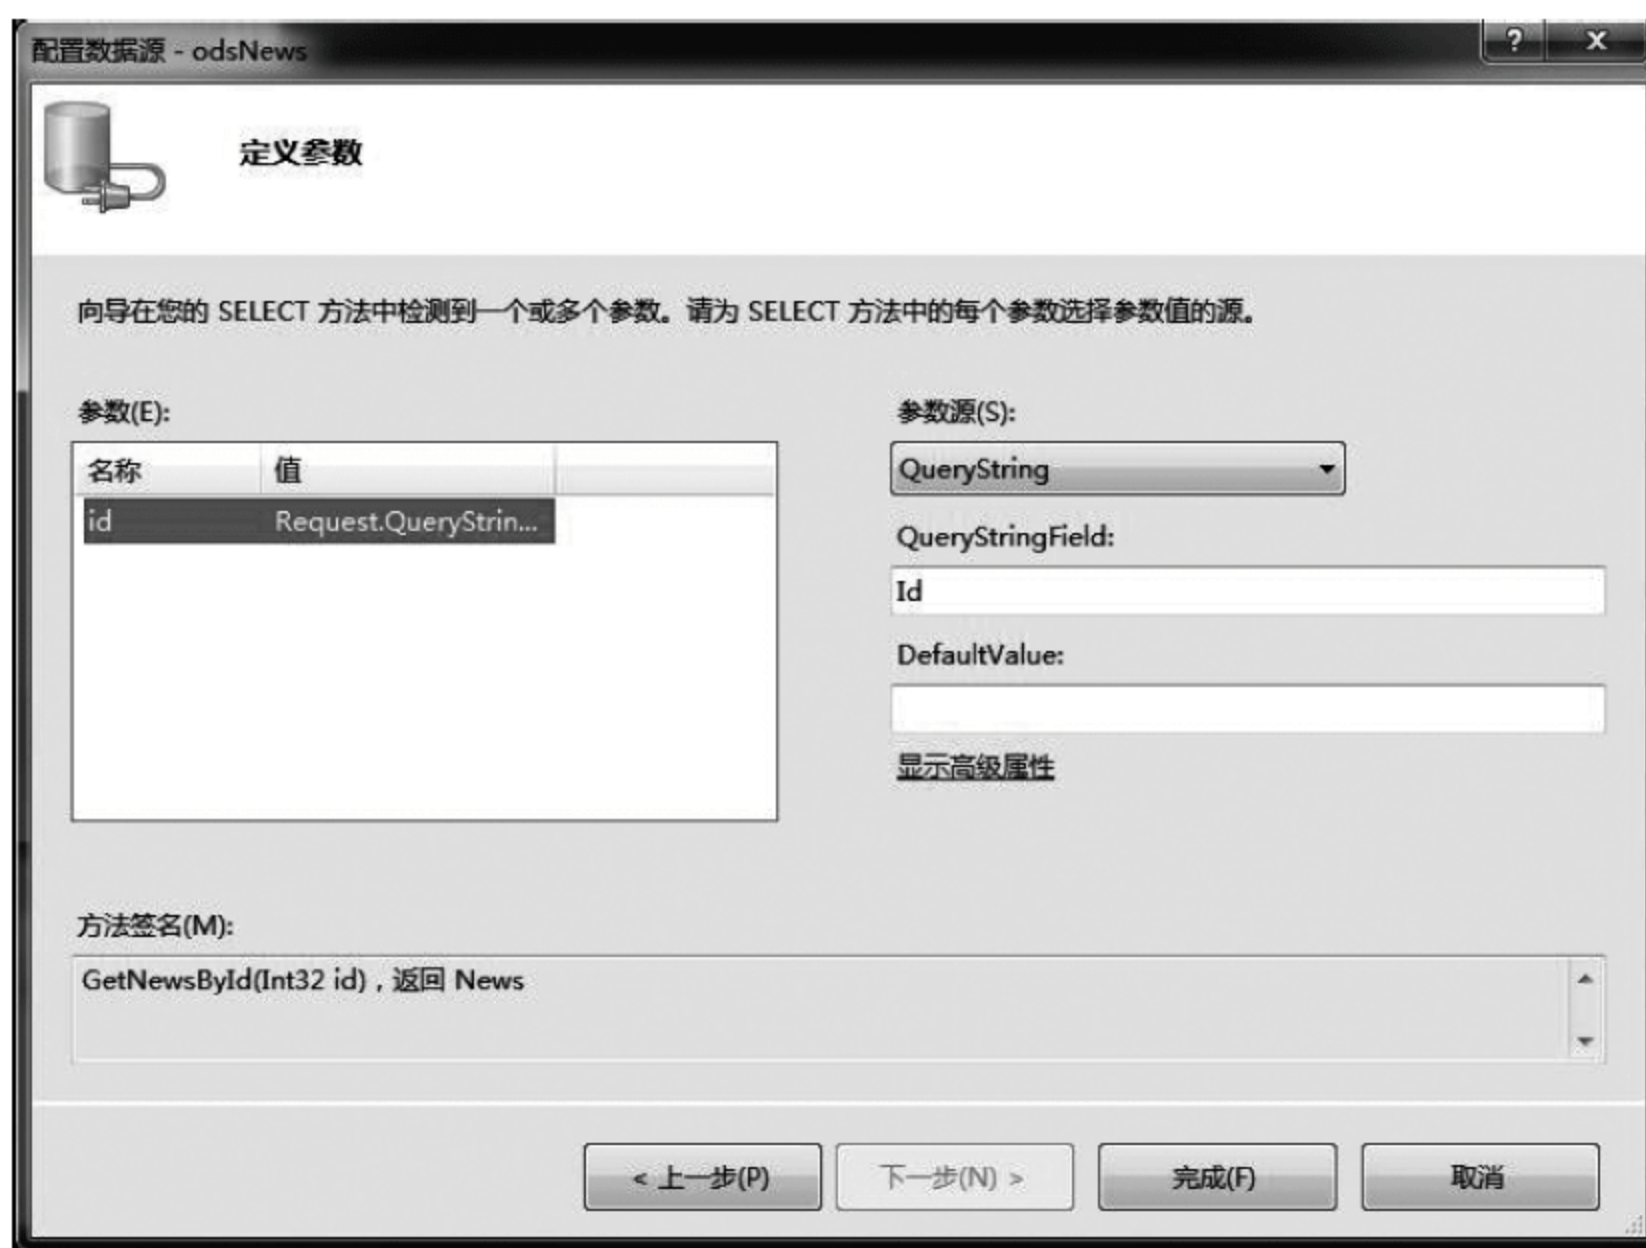 配置数据源 - odsNews
定义参数
向导在您的 SELECT 方法中检测到一个或多个参数。请为 SELECT 方法中的每个参数选择参数值的源。
参数(E):
名称 值
id Request.QueryStrin...
参数源(S):
QueryString
QueryStringField:
Id
DefaultValue:
显示高级属性
方法签名(M):
GetNewsById(Int32 id)，返回 News
< 上一步(P) 下一步(N) > 完成(F) 取消